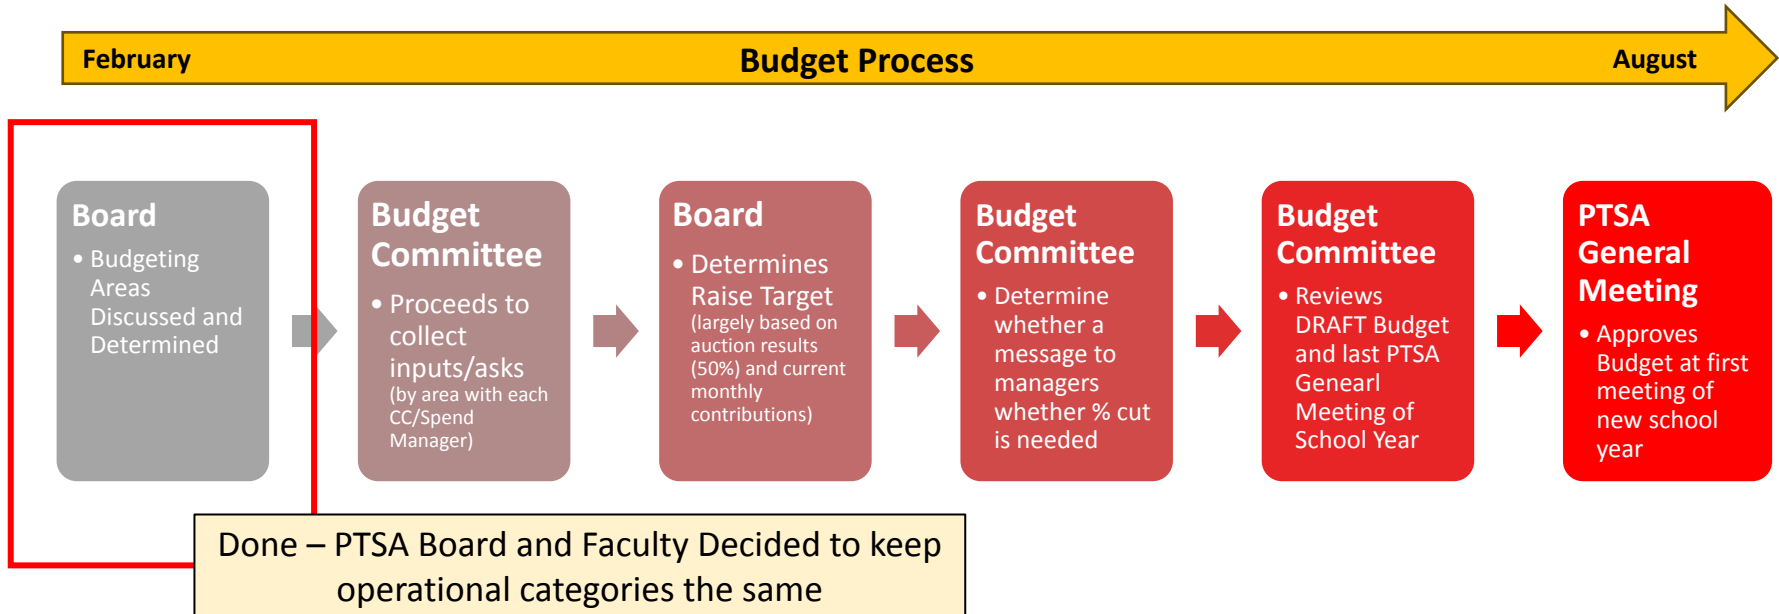 February
Budget Process
August
Board
• Budgeting
Areas
Discussed and
Determined
Budget
Committee
• Proceeds to
collect
inputs/asks
(by area with each
CC/Spend
Manager)
Board
• Determines
Raise Target
(largely based on
auction results
(50%) and current
monthly
contributions)
Budget
Committee
• Determine
whether a
message to
managers
whether % cut
is needed
Budget
Committee
• Reviews
DRAFT Budget
and last PTSA
Genearl
Meeting of
School Year
PTSA
General
Meeting
• Approves
Budget at first
meeting of
new school
year
Done – PTSA Board and Faculty Decided to keep
operational categories the same